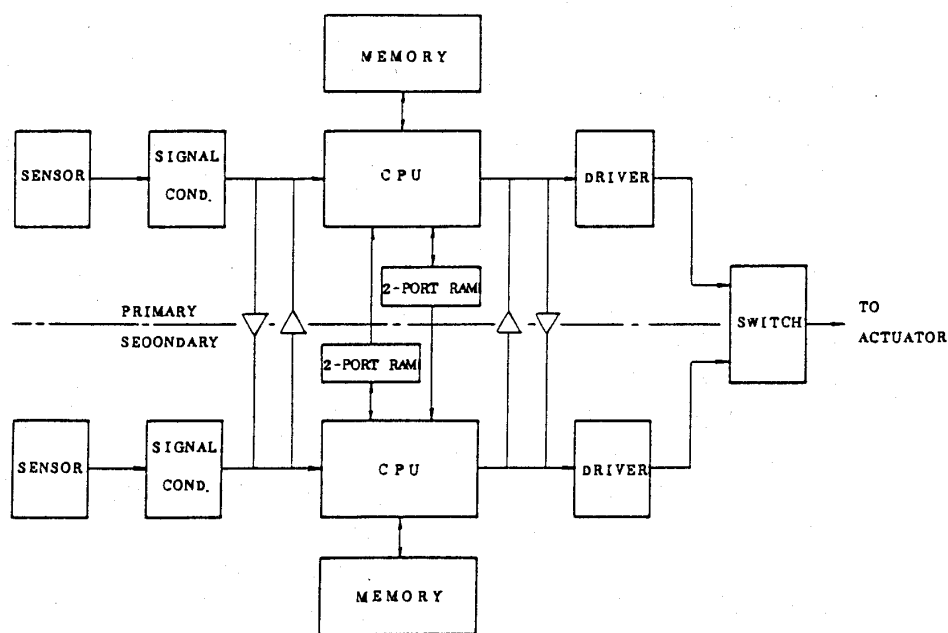 MEMORY
SENSOR
SIGNAL
COND.
CPU
DRIVER
2-PORT RAM
PRIMARY
SEOONDARY
2-PORT RAM
SWITCH
TO
ACTUATOR
SENSOR
SIGNAL
COND.
CPU
DRIVER
MEMORY